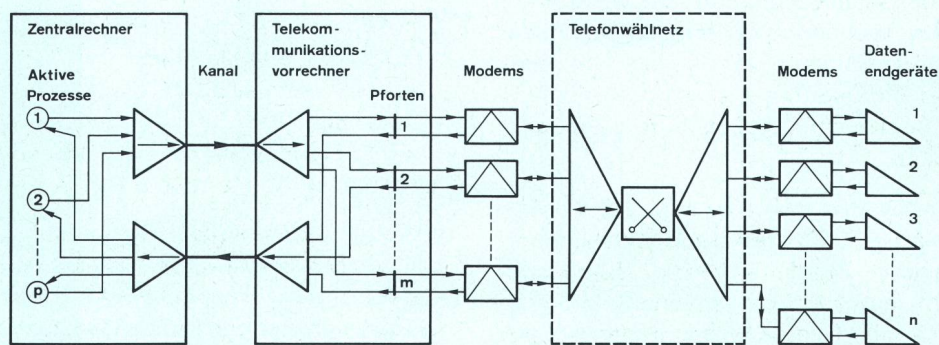 Zentralrechner
Aktive
Prozesse
1
2
p
Kanal
Telekom-
munikations-
vorrechner
Pforten
1
2
m
Modems
Telefonwählnetz
Modems
Daten-
endgeräte
1
2
3
n